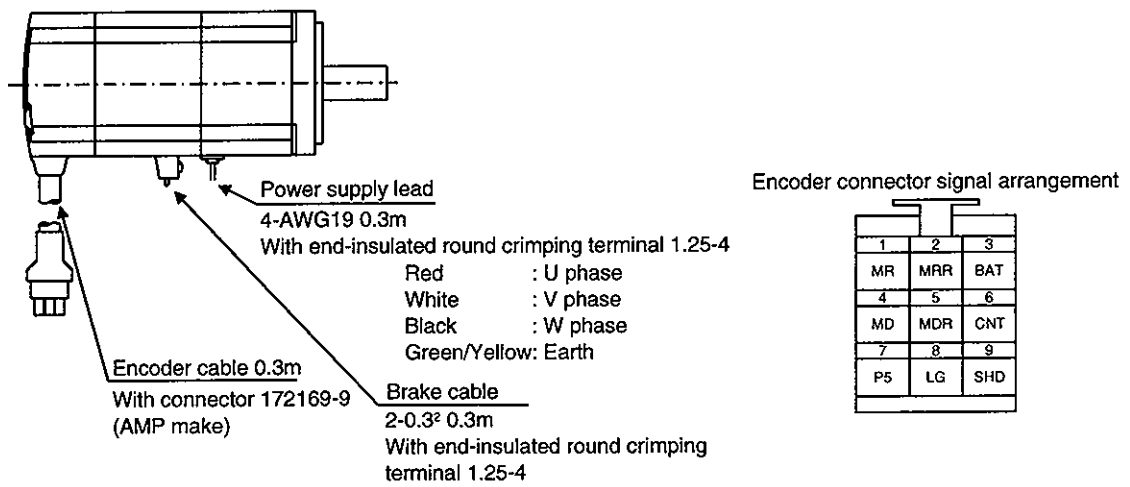 Power supply lead
4-AWG19 0.3m
With end-insulated round crimping terminal 1.25-4
Red : U phase
White : V phase
Black : W phase
Green/Yellow: Earth
Encoder cable 0.3m
With connector 172169-9
(AMP make)
Brake cable
2-0.3² 0.3m
With end-insulated round crimping
terminal 1.25-4
Encoder connector signal arrangement
1 2 3
MR MRR BAT
4 5 6
MD MDR CNT
7 8 9
P5 LG SHD